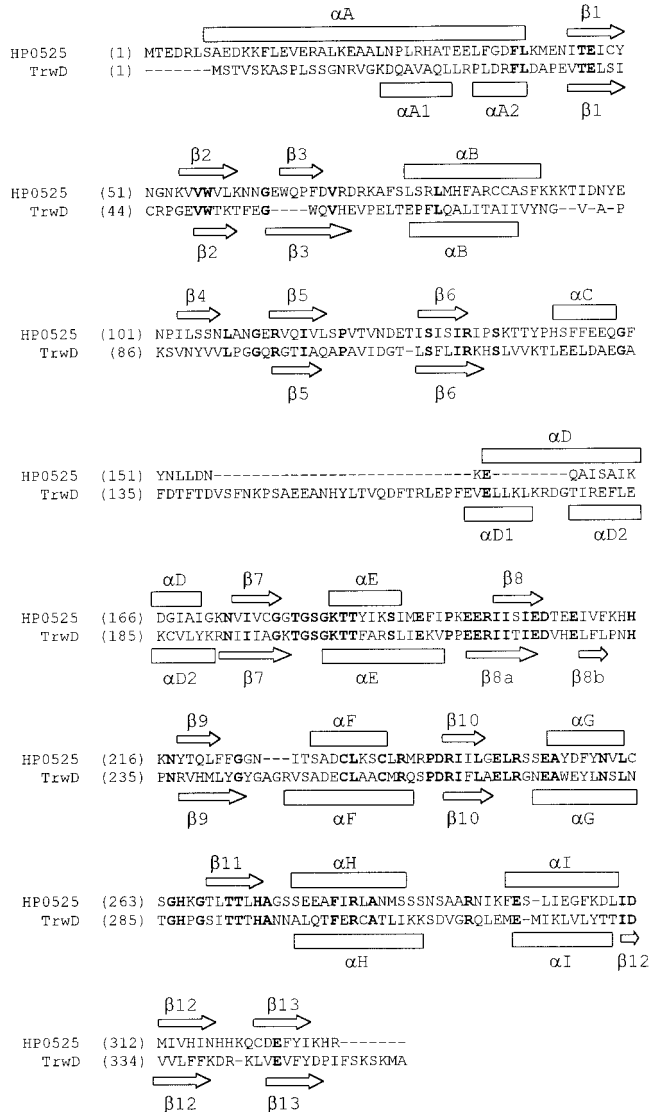 αA β1
HP0525 (1) MTEDRLSAEDKKFLEVERALKEAALNPLRHATEELFGDFLKMENITEICY
TrwD (1) -------MSTVSKASPLSSGNRVGKDQAVAQLLRPLDRFLDAPEVTELSI
αA1 αA2 β1
β2 β3 αB
HP0525 (51) NGNKVVWVLKNNGEWQPFDVRDRKAFSLSRLMHFARCCASFKKKTIDNYE
TrwD (44) CRPGEVWTKTFEG----WQVHEVPELTEPFLQALITAIIVYNG--V-A-P
β2 β3 αB
β4 β5 β6 αC
HP0525 (101) NPILSSNLANGERVQIVLSPVTVNDETISISIRIPSKTTYPHSFFEEQGF
TrwD (86) KSVNYVVLPGGQRGTIAQAPAVIDGT-LSFLIRKHSLVVKTLEELDAEGA
β5 β6
αD
HP0525 (151) YNLLDN---------------------------KE--------QAISAIK
TrwD (135) FDTFTDVSFNKPSAEEANHYLTVQDFTRLEPFEVELLKLKRDGTIREFLE
αD1 αD2
αD β7 αE β8
HP0525 (166) DGIAIGKNVIVCGGTGSGKTTYIKSIMEFIPKEERIISIEDTEEIVFKHH
TrwD (185) KCVLYKRNIIIAGKTGSGKTTFARSLIEKVPPEERIITIEDVHELFLPNH
αD2 β7 αE β8a β8b
β9 αF β10 αG
HP0525 (216) KNYTQLFFGGN---ITSADCLKSCLRMRPDRIILGELRSSEAYDFYNVLC
TrwD (235) PNRVHMLYGYGAGRVSADECLAACMRQSPDRIFLAELRGNEAWEYLNSLN
β9 αF β10 αG
β11 αH αI
HP0525 (263) SGHKGTLTTLHAGSSEEAFIRLANMSSSNSAARNIKFES-LIEGFKDLID
TrwD (285) TGHPGSITTTHANNALQTFERCATLIKKSDVGRQLEME-MIKLVLYTTID
αH αI β12
β12 β13
HP0525 (312) MIVHINHHKQCDEFYIKHR-------
TrwD (334) VVLFFKDR-KLVEVFYDPIFSKSKMA
β12 β13